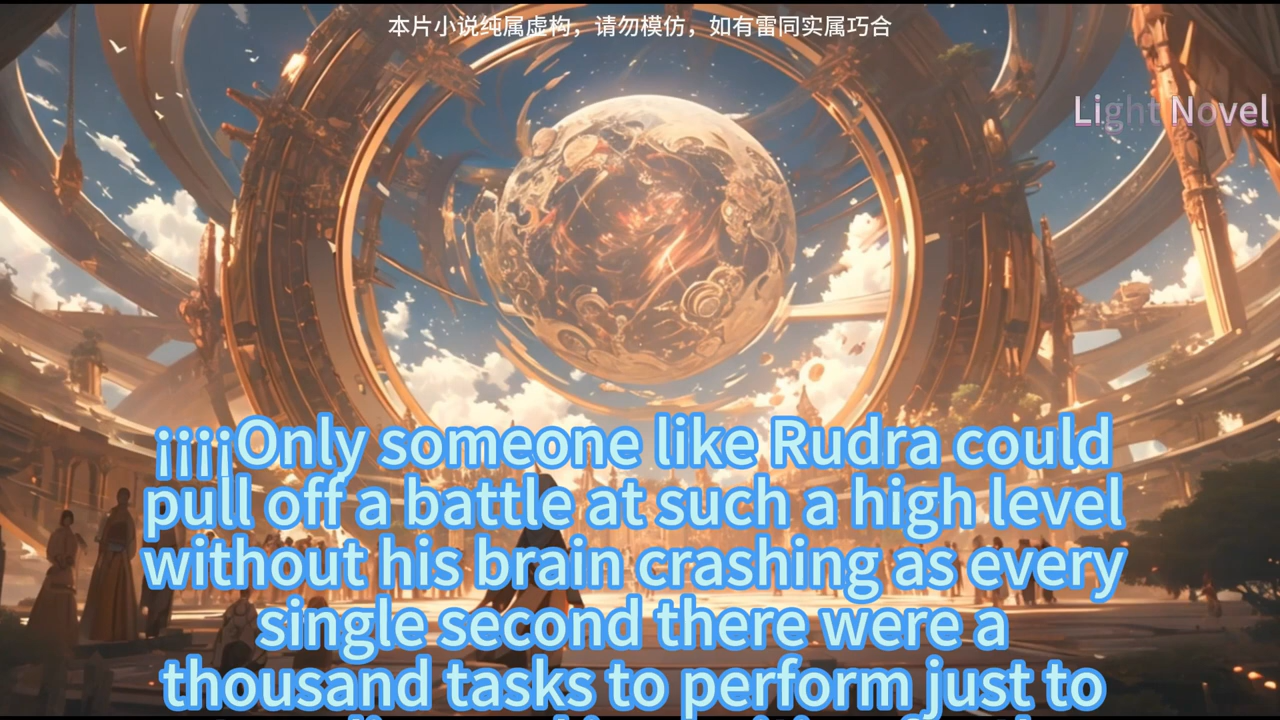 本片小说纯属虚构，请勿模仿，如有雷同实属巧合
Light Novel
¡¡¡¡Only someone like Rudra could
pull off a battle at such a high level
without his brain crashing as every
single second there were a
thousand tasks to perform just to